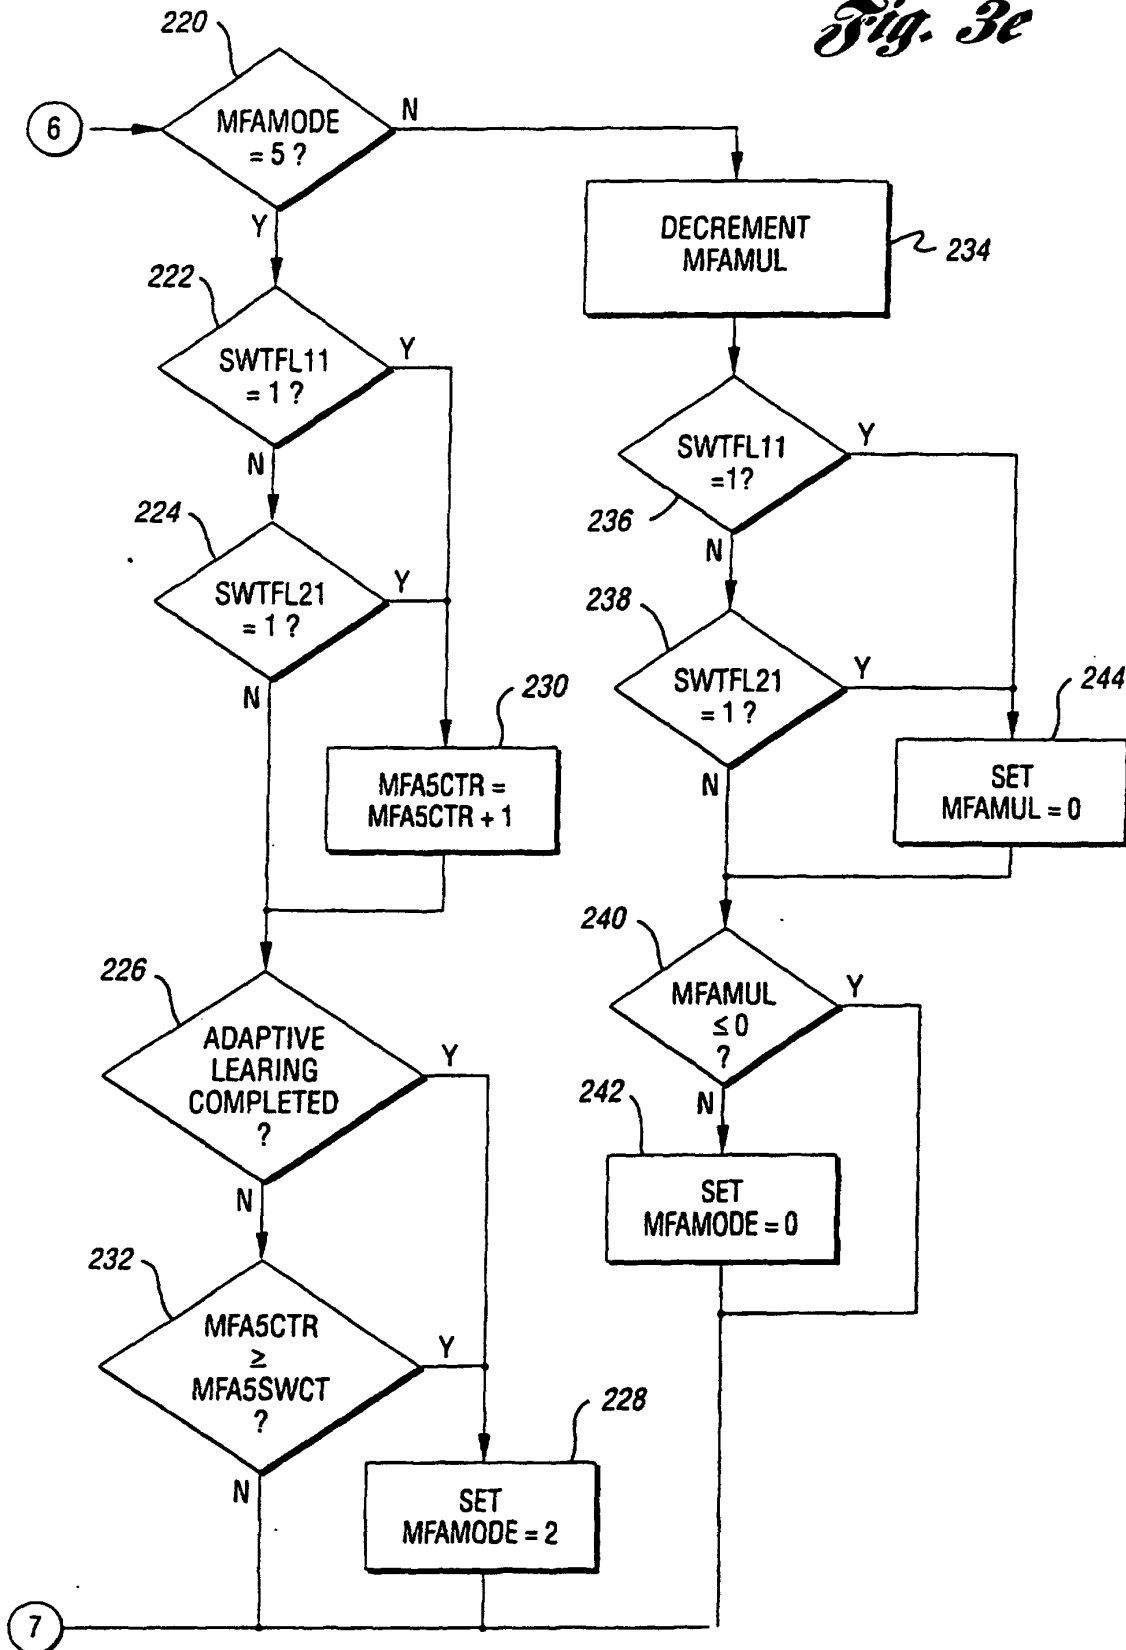 Fig. 3e
220
6
MFAMODE
= 5 ?
N
Y
DECREMENT
MFAMUL
234
222
SWTFL11
= 1 ?
Y
N
SWTFL11
=1?
Y
236
N
224
SWTFL21
= 1 ?
Y
N
238
SWTFL21
= 1 ?
Y
N
230
MFA5CTR =
MFA5CTR + 1
244
SET
MFAMUL = 0
226
ADAPTIVE
LEARING
COMPLETED
?
Y
N
240
MFAMUL
≤ 0
?
Y
N
242
SET
MFAMODE = 0
232
MFA5CTR
≥
MFA5SWCT
?
Y
N
228
SET
MFAMODE = 2
7